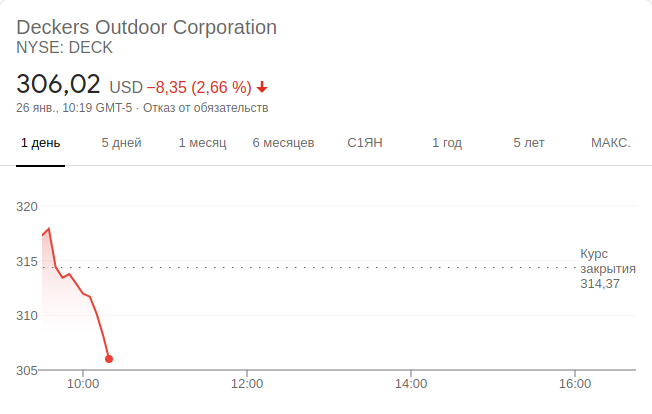 Deckers Outdoor Corporation
NYSE: DECK
306,02 USD −8,35 (2,66 %)
26 янв., 10:19 GMT-5 · Отказ от обязательств
1 день 5 дней 1 месяц 6 месяцев С1ЯН 1 год 5 лет МАКС.
320
315
310
305
Курс
закрытия
314,37
10:00 12:00 14:00 16:00